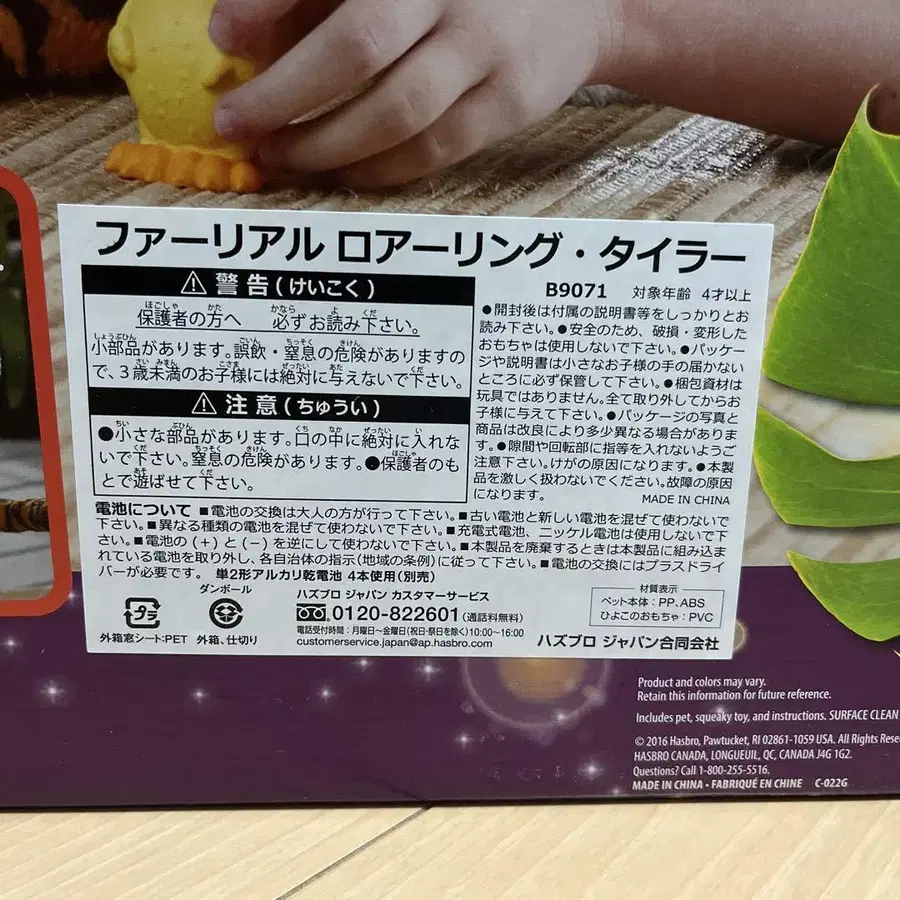 ファーリアル ロアーリング・タイラー
⚠ 警告(けいこく)
保護者の方へ 必ずお読み下さい。
小部品があります。誤飲・窒息の危険がありますの
で、3歳未満のお子様には絶対に与えないで下さい。
⚠ 注意(ちゅうい)
●小さな部品があります。口の中に絶対に入れな
いで下さい。窒息の危険があります。●保護者のも
とで遊ばせて下さい。
B9071 対象年齢 4才以上
●開封後は付属の説明書等をしっかりとお
読み下さい。●安全のため、破損・変形した
おもちゃは使用しないで下さい。●パッケー
ジや説明書は小さなお子様の手の届かない
ところに必ず保管して下さい。●梱包資材は
玩具ではありません。全て取り外してからお
子様に与えて下さい。●パッケージの写真と
商品は改良により多少異なる場合がありま
す。●隙間や回転部に指等を入れないようご
注意下さい。けがの原因になります。●本製
品を激しく扱わないでください。故障の原因
になります。 MADE IN CHINA
電池について ■電池の交換は大人の方が行って下さい。■古い電池と新しい電池を混ぜて使わないで
下さい。■異なる種類の電池を混ぜて使わないで下さい。■充電式電池、ニッケル電池は使用しないで下
さい。■電池の(+)と(−)を逆にして使わないで下さい。■本製品を廃棄するときは本製品に組み込ま
れている電池を取り外し、各自治体の指示(地域の条例)に従って下さい。■電池の交換にはプラスドライ
バーが必要です。 単2形アルカリ乾電池 4本使用(別売)
プラ
外箱窓シート:PET
ダンボール
外箱、仕切り
ハズブロ ジャパン カスタマーサービス
0120-822601(通話料無料)
電話受付時間:月曜日〜金曜日(祝・祭日を除く)10:00〜16:00
customerservice.japan@ap.hasbro.com
材質表示
ペット本体:PP、ABS
ひよこのおもちゃ:PVC
ハズブロ ジャパン合同会社
Product and colors may vary.
Retain this information for future reference.
Includes pet, squeaky toy, and instructions. SURFACE CLEAN
© 2016 Hasbro, Pawtucket, RI 02861-1059 USA. All Rights
HASBRO CANADA, LONGUEUIL, QC, CANADA J4G 1G2.
Questions? Call 1-800-255-5516.
MADE IN CHINA • FABRIQUÉ EN CHINE C-022G